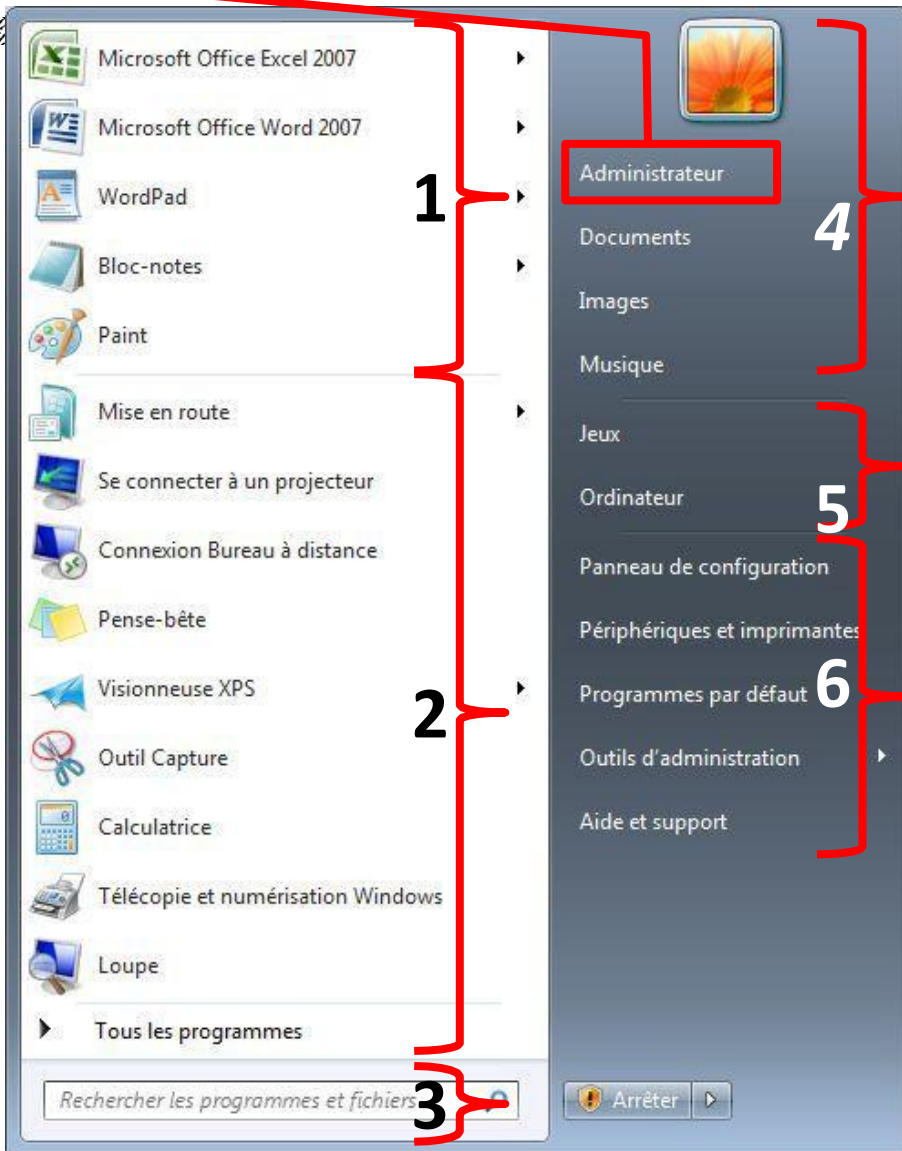 Microsoft Office Excel 2007
Microsoft Office Word 2007
WordPad
1
Bloc-notes
Paint
Mise en route
Se connecter à un projecteur
Connexion Bureau à distance
Pense-bête
Visionneuse XPS
2
Outil Capture
Calculatrice
Télécopie et numérisation Windows
Loupe
Tous les programmes
Rechercher les programmes et fichiers
3
Administrateur
Documents
4
Images
Musique
Jeux
Ordinateur
5
Panneau de configuration
Périphériques et imprimantes
Programmes par défaut
6
Outils d'administration
Aide et support
Arrêter